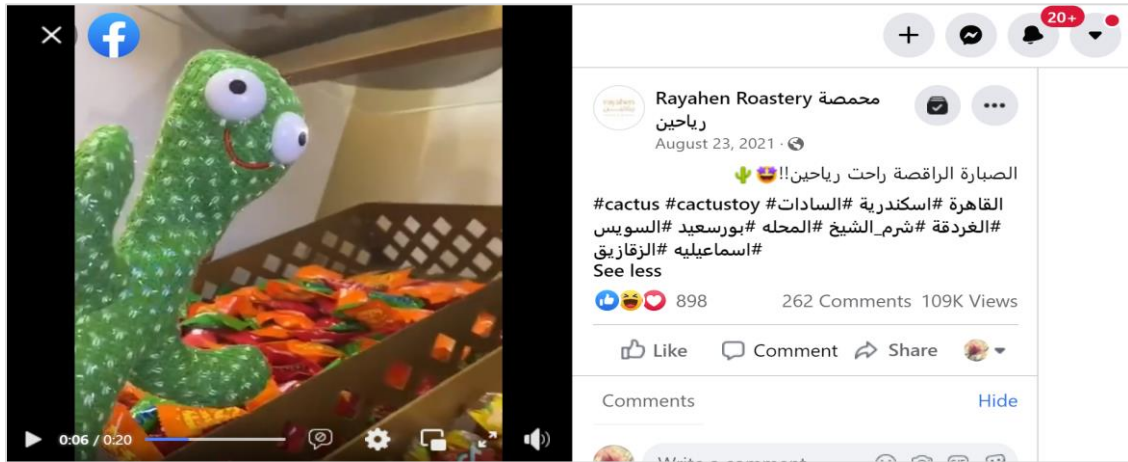 20+
Rayahen Roastery محمصة
رياحين
August 23, 2021 ·
الصبارة الراقصة راحت رياحين!!🤩🌵
#cactus #cactustoy #القاهرة #اسكندرية #السادات
#الغردقة #شرم_الشيخ #المحله #بورسعيد #السويس
#اسماعيليه #الزقازيق
See less
898
262 Comments 109K Views
Like Comment Share
Comments
Hide
Write a comment
0:06 / 0:20